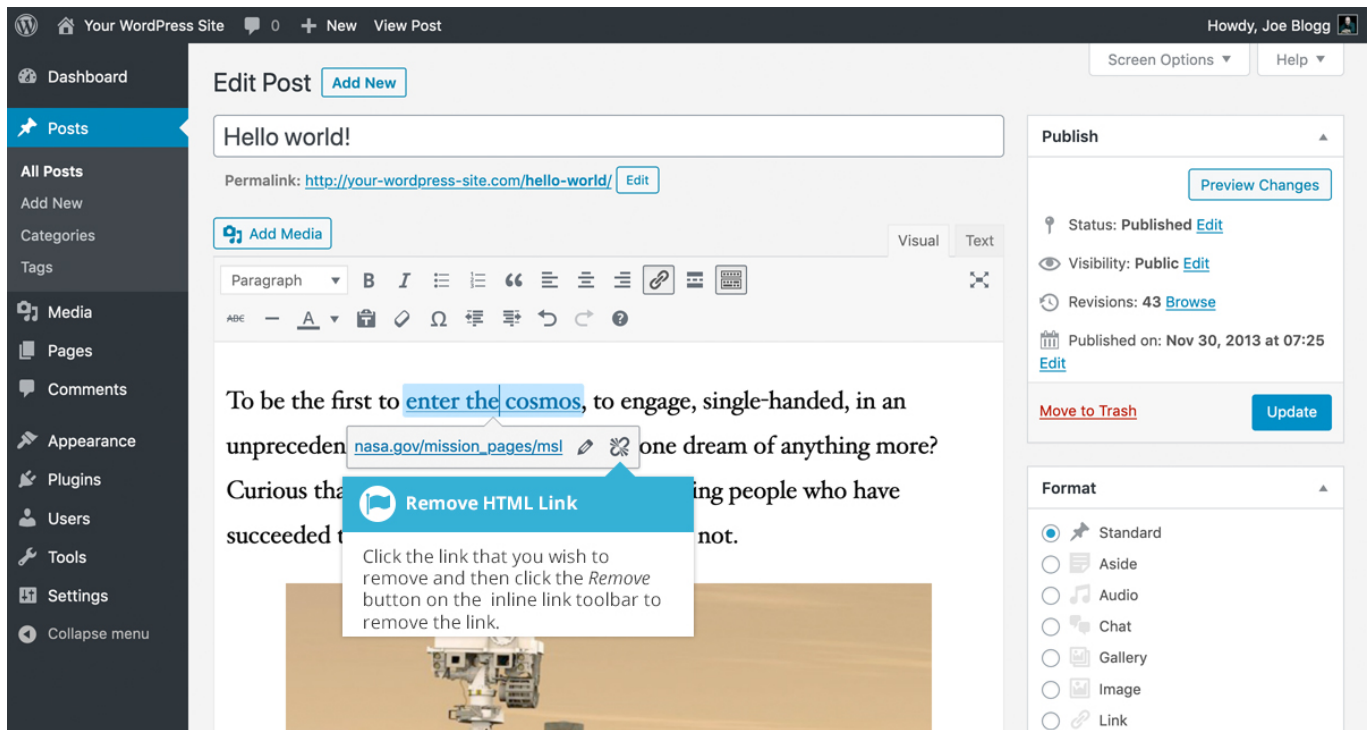 Your WordPress Site 0 New View Post Howdy, Joe Blogg
Screen Options Help
Dashboard
Posts
All Posts
Add New
Categories
Tags
Media
Pages
Comments
Appearance
Plugins
Users
Tools
Settings
Collapse menu
Edit Post Add New
Hello world!
Permalink: http://your-wordpress-site.com/hello-world/ Edit
Add Media Visual Text
Paragraph B I
ABC A Ω
To be the first to enter the cosmos, to engage, single-handed, in an
unpreceden nasa.gov/mission_pages/msl one dream of anything more?
Curious tha ing people who have
succeeded t not.
Remove HTML Link
Click the link that you wish to
remove and then click the Remove
button on the inline link toolbar to
remove the link.
Publish
Preview Changes
Status: Published Edit
Visibility: Public Edit
Revisions: 43 Browse
Published on: Nov 30, 2013 at 07:25
Edit
Move to Trash Update
Format
Standard
Aside
Audio
Chat
Gallery
Image
Link